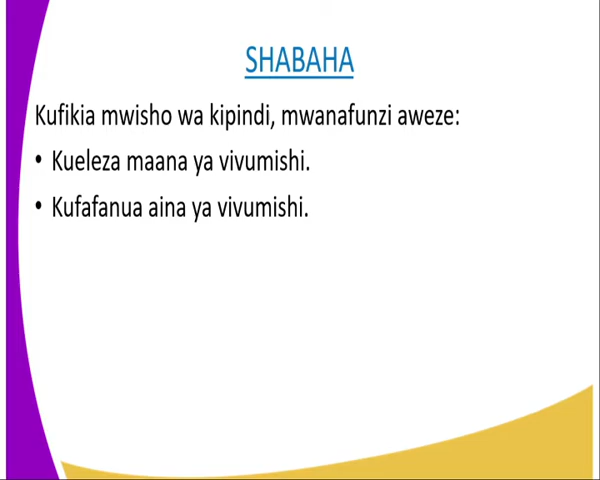 SHABAHA
Kufikia mwisho wa kipindi, mwanafunzi aweze:
• Kueleza maana ya vivumishi.
• Kufafanua aina ya vivumishi.